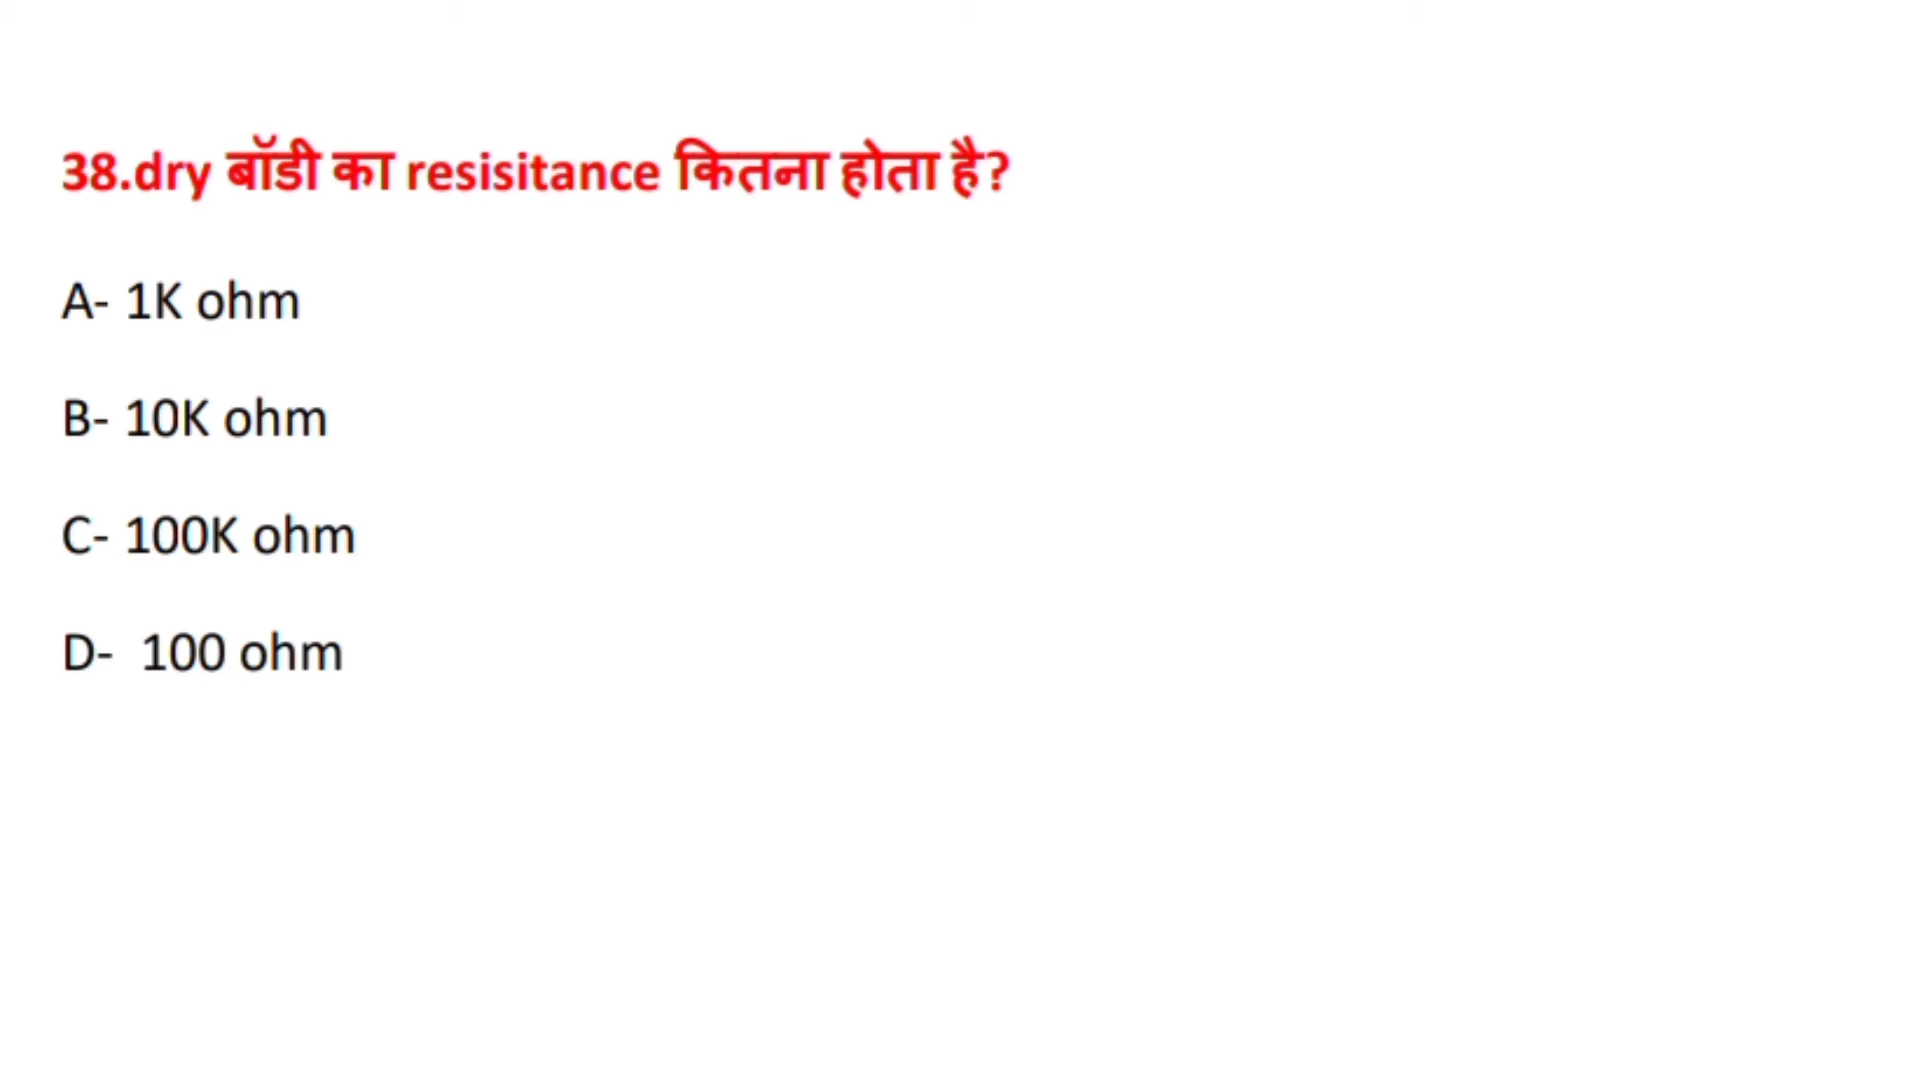 38.dry बॉडी का resisitance कितना होता है?
A- 1K ohm
B- 10K ohm
C- 100K ohm
D- 100 ohm